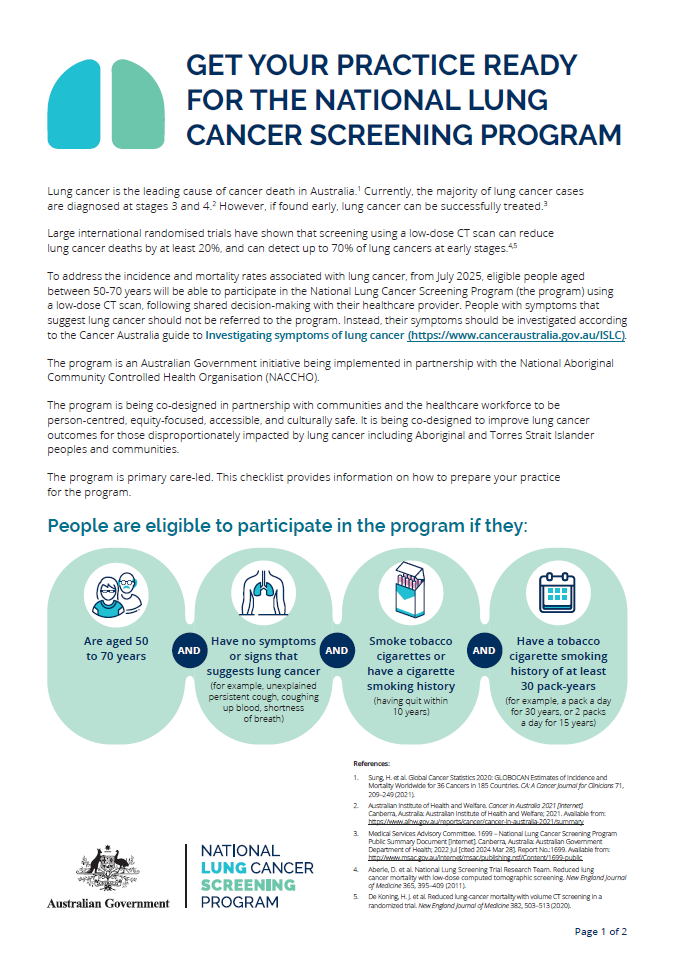 GET YOUR PRACTICE READY
FOR THE NATIONAL LUNG
CANCER SCREENING PROGRAM
Lung cancer is the leading cause of cancer death in Australia.¹ Currently, the majority of lung cancer cases
are diagnosed at stages 3 and 4.² However, if found early, lung cancer can be successfully treated.³
Large international randomised trials have shown that screening using a low-dose CT scan can reduce
lung cancer deaths by at least 20%, and can detect up to 70% of lung cancers at early stages.⁴,⁵
To address the incidence and mortality rates associated with lung cancer, from July 2025, eligible people aged
between 50-70 years will be able to participate in the National Lung Cancer Screening Program (the program) using
a low-dose CT scan, following shared decision-making with their healthcare provider. People with symptoms that
suggest lung cancer should not be referred to the program. Instead, their symptoms should be investigated according
to the Cancer Australia guide to Investigating symptoms of lung cancer (https://www.canceraustralia.gov.au/ISLC).
The program is an Australian Government initiative being implemented in partnership with the National Aboriginal
Community Controlled Health Organisation (NACCHO).
The program is being co-designed in partnership with communities and the healthcare workforce to be
person-centred, equity-focused, accessible, and culturally safe. It is being co-designed to improve lung cancer
outcomes for those disproportionately impacted by lung cancer including Aboriginal and Torres Strait Islander
peoples and communities.
The program is primary care-led. This checklist provides information on how to prepare your practice
for the program.
People are eligible to participate in the program if they:
Are aged 50
to 70 years
AND
Have no symptoms
or signs that
suggests lung cancer
(for example, unexplained
persistent cough, coughing
up blood, shortness
of breath)
AND
Smoke tobacco
cigarettes or
have a cigarette
smoking history
(having quit within
10 years)
AND
Have a tobacco
cigarette smoking
history of at least
30 pack-years
(for example, a pack a day
for 30 years, or 2 packs
a day for 15 years)
References:
1. Sung, H. et al. Global Cancer Statistics 2020: GLOBOCAN Estimates of Incidence and
Mortality Worldwide for 36 Cancers in 185 Countries. CA: A Cancer Journal for Clinicians 71,
209–249 (2021).
2. Australian Institute of Health and Welfare. Cancer in Australia 2021 [Internet].
Canberra, Australia: Australian Institute of Health and Welfare; 2021. Available from:
https://www.aihw.gov.au/reports/cancer/cancer-in-australia-2021/summary
3. Medical Services Advisory Committee. 1699 – National Lung Cancer Screening Program
Public Summary Document [Internet]. Canberra, Australia: Australian Government
Department of Health; 2022 Jul [cited 2024 Mar 28]. Report No.:1699. Available from:
http://www.msac.gov.au/internet/msac/publishing.nsf/Content/1699-public
4. Aberle, D. et al. National Lung Screening Trial Research Team. Reduced lung
cancer mortality with low-dose computed tomographic screening. New England Journal
of Medicine 365, 395–409 (2011).
5. De Koning, H. J. et al. Reduced lung-cancer mortality with volume CT screening in a
randomized trial. New England Journal of Medicine 382, 503–513 (2020).
Australian Government
NATIONAL
LUNG CANCER
SCREENING
PROGRAM
Page 1 of 2